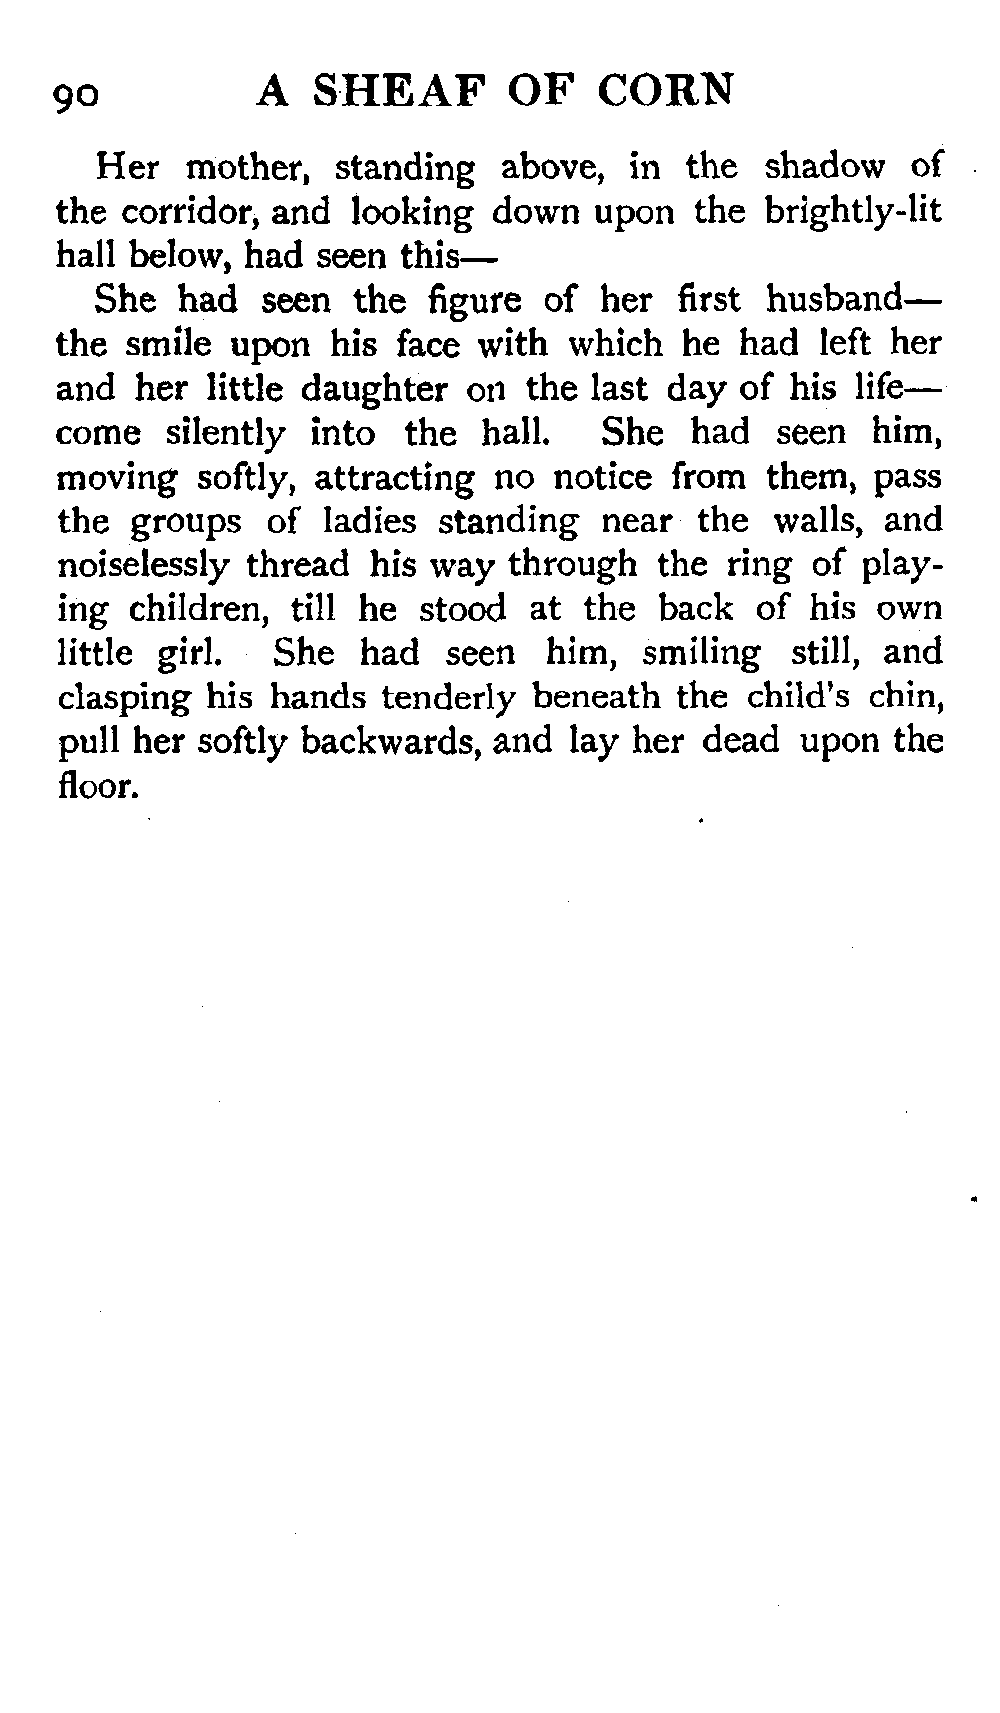 90 A SHEAF OF CORN
Her mother, standing above, in the shadow of
the corridor, and looking down upon the brightly-lit
hall below, had seen this—
She had seen the figure of her first husband—
the smile upon his face with which he had left her
and her little daughter on the last day of his life—
come silently into the hall. She had seen him,
moving softly, attracting no notice from them, pass
the groups of ladies standing near the walls, and
noiselessly thread his way through the ring of play-
ing children, till he stood at the back of his own
little girl. She had seen him, smiling still, and
clasping his hands tenderly beneath the child's chin,
pull her softly backwards, and lay her dead upon the
floor.